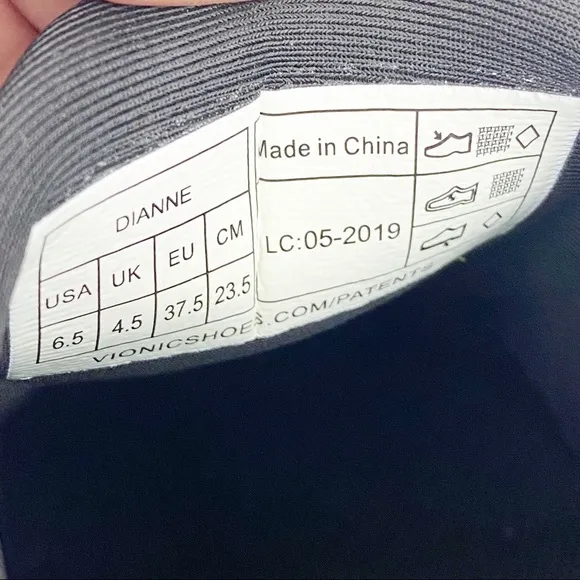 DIANNE
USA UK EU CM
6.5 4.5 37.5 23.5
Made in China
LC:05-2019
VIONICSHOES.COM/PATENTS